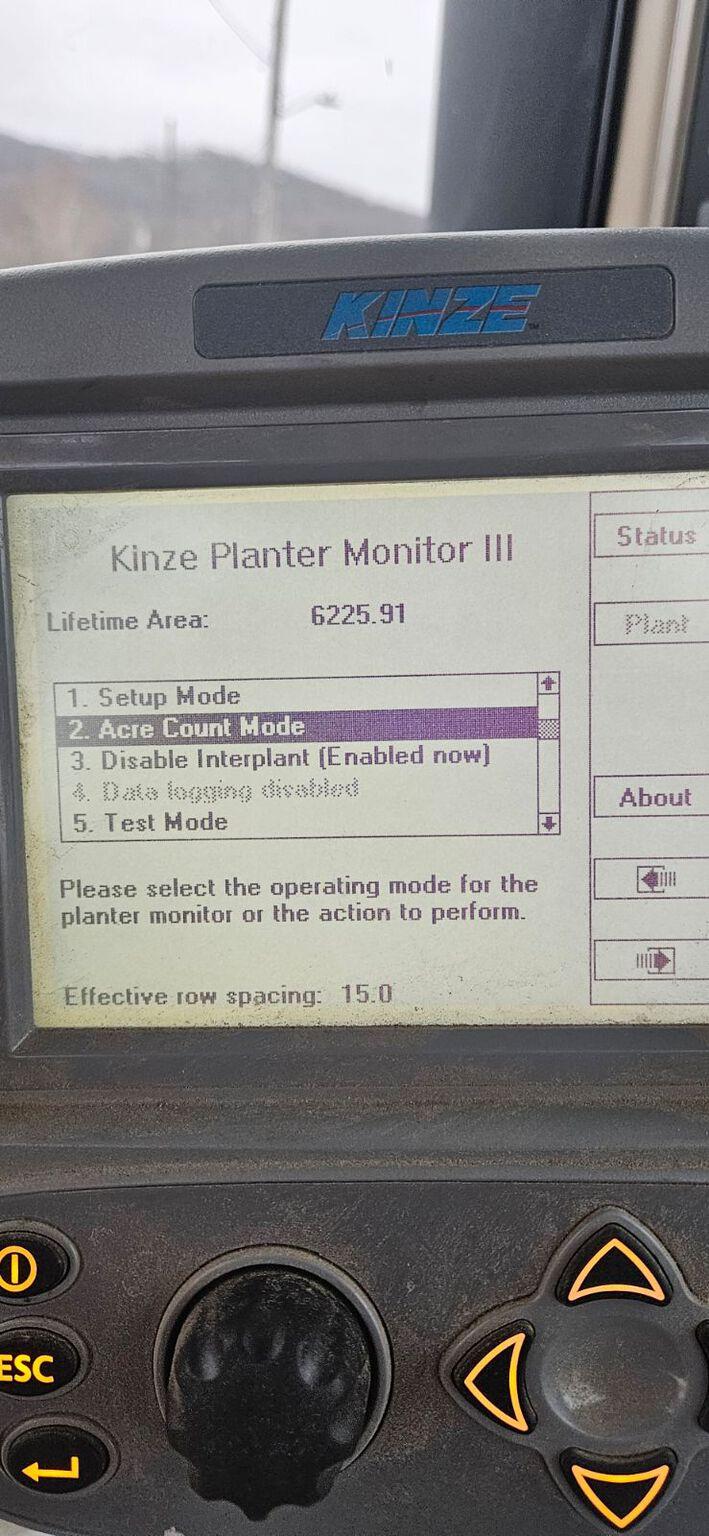 KINZE™
Kinze Planter Monitor III
Lifetime Area: 6225.91
1. Setup Mode
2. Acre Count Mode
3. Disable Interplant (Enabled now)
4. Data logging disabled
5. Test Mode
Please select the operating mode for the
planter monitor or the action to perform.
Effective row spacing: 15.0
Status
Plant
About
ESC